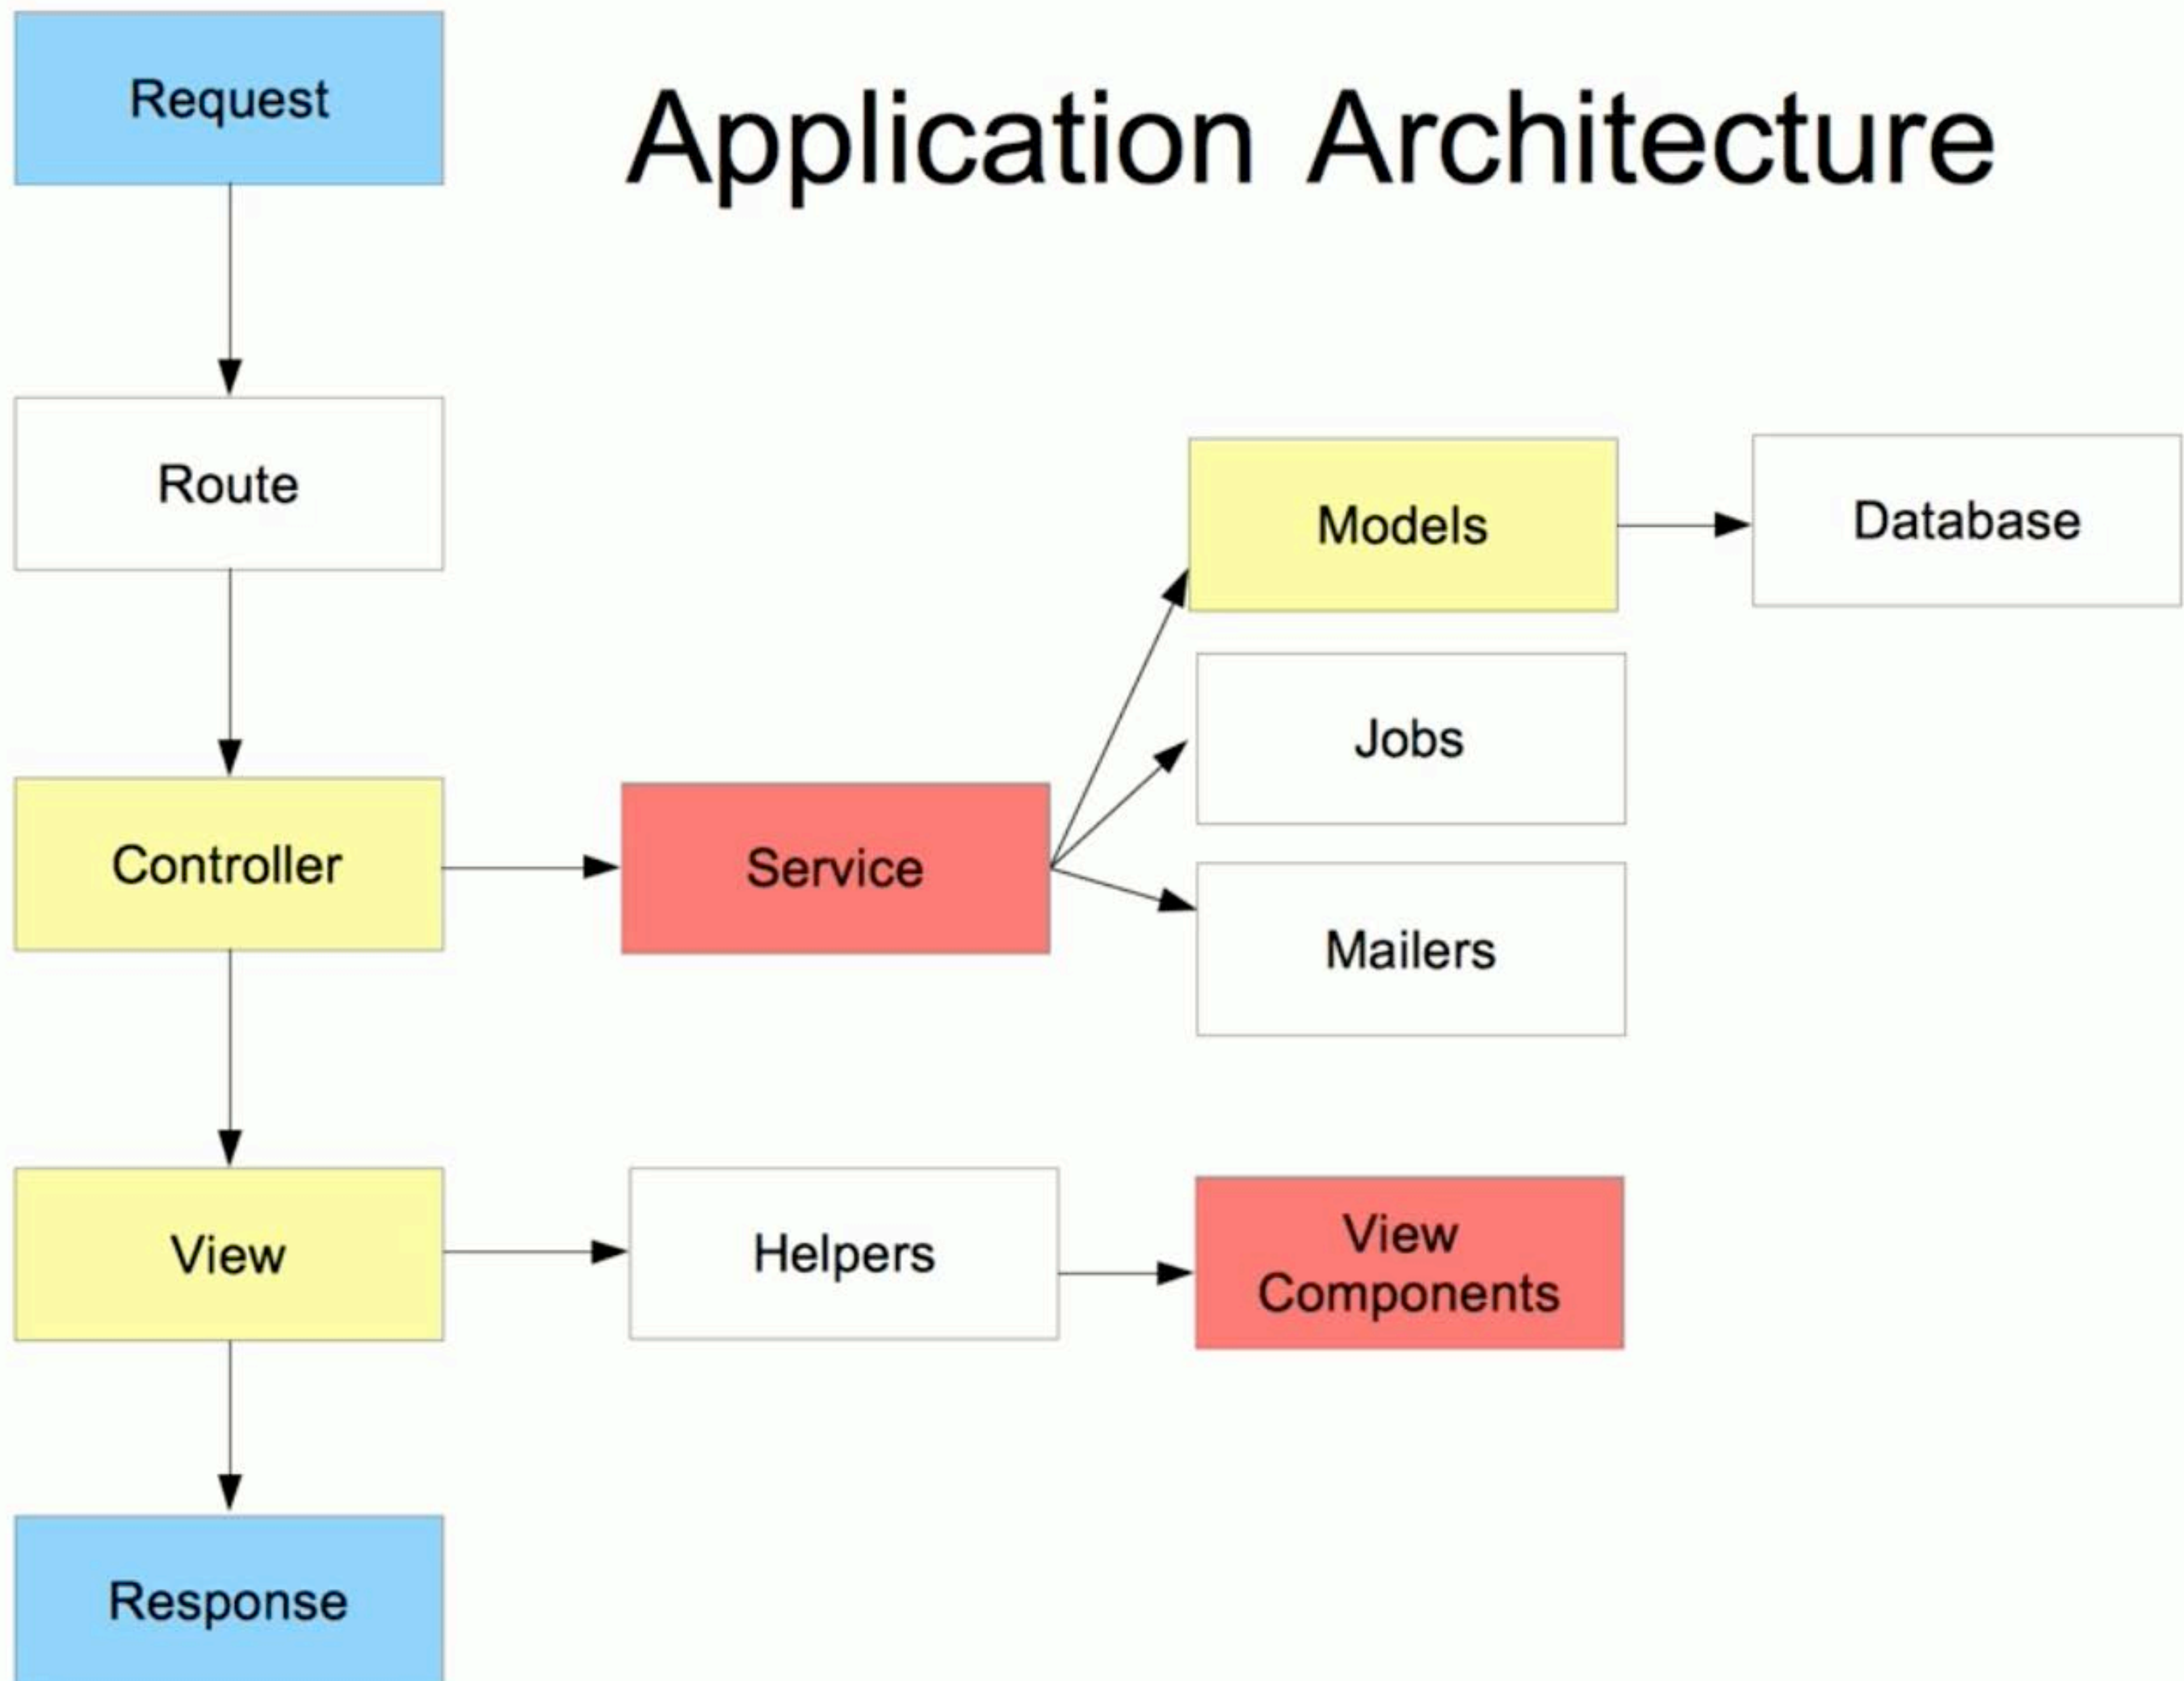 Request
Application Architecture
Route
Models
Database
Jobs
Controller
Service
Mailers
View
Helpers
View
Components
Response